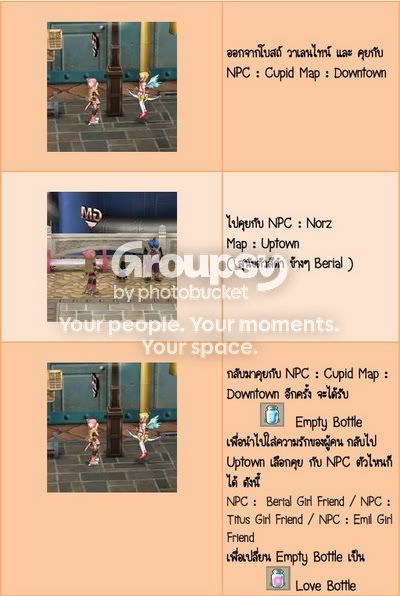 ออกจากโบสถ์ วาเลนไทน์ และ คุยกับ
NPC : Cupid Map : Downtown
ไปคุยกับ NPC : Norz
Map : Uptown
ข้างๆ Berial )
Groups
by photobucket
Your people. Your moments.
Your space.
กลับมาคุยกับ NPC : Cupid Map :
Downtown อีกครั้ง จะได้รับ
Empty Bottle
เพื่อนำไปใส่ความรักของผู้คน กลับไป
Uptown เลือกคุย กับ NPC ตัวไหนก็
ได้ ดังนี้
NPC : Berial Girl Friend / NPC :
Titus Girl Friend / NPC : Emil Girl
Friend
เพื่อเปลี่ยน Empty Bottle เป็น
Love Bottle